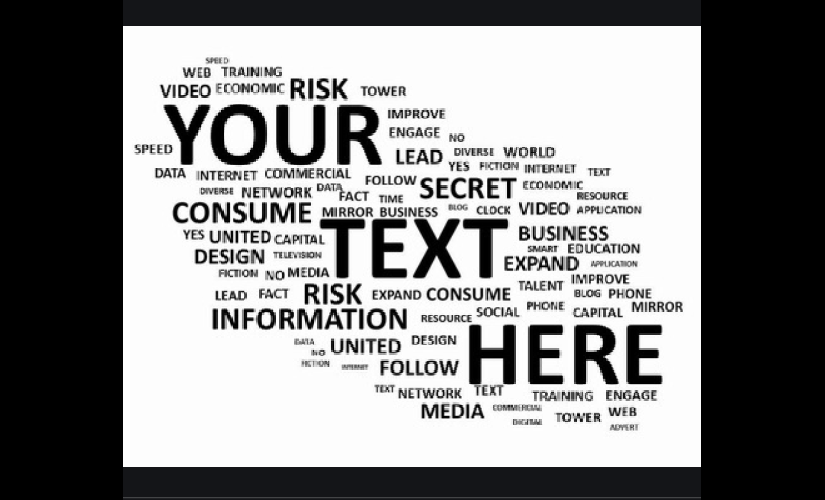 SPEED
WEB TRAINING
VIDEO ECONOMIC RISK TOWER
YOUR
IMPROVE
ENGAGE NO
SPEED LEAD DIVERSE WORLD
YES FICTION INTERNET TEXT
DATA INTERNET COMMERCIAL
FOLLOW SECRET ECONOMIC
DIVERSE NETWORK DATA FACT TIME RESOURCE
CONSUME MIRROR BUSINESS BLOG CLOCK VIDEO APPLICATION
TEXT
YES UNITED CAPITAL BUSINESS
SMART EDUCATION
DESIGN TELEVISION EXPAND APPLICATION
FICTION NO MEDIA
TALENT IMPROVE
LEAD FACT RISK EXPAND CONSUME BLOG PHONE
PHONE MIRROR
INFORMATION RESOURCE SOCIAL CAPITAL
HERE
DATA UNITED DESIGN
NO
FICTION INTERNET FOLLOW
TEXT NETWORK TEXT TRAINING ENGAGE
MEDIA COMMERCIAL TOWER WEB
DIGITAL ADVERT